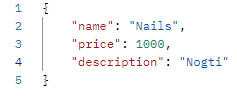 1 {
2 "name": "Nails",
3 "price": 1000,
4 "description": "Nogti"
5 }